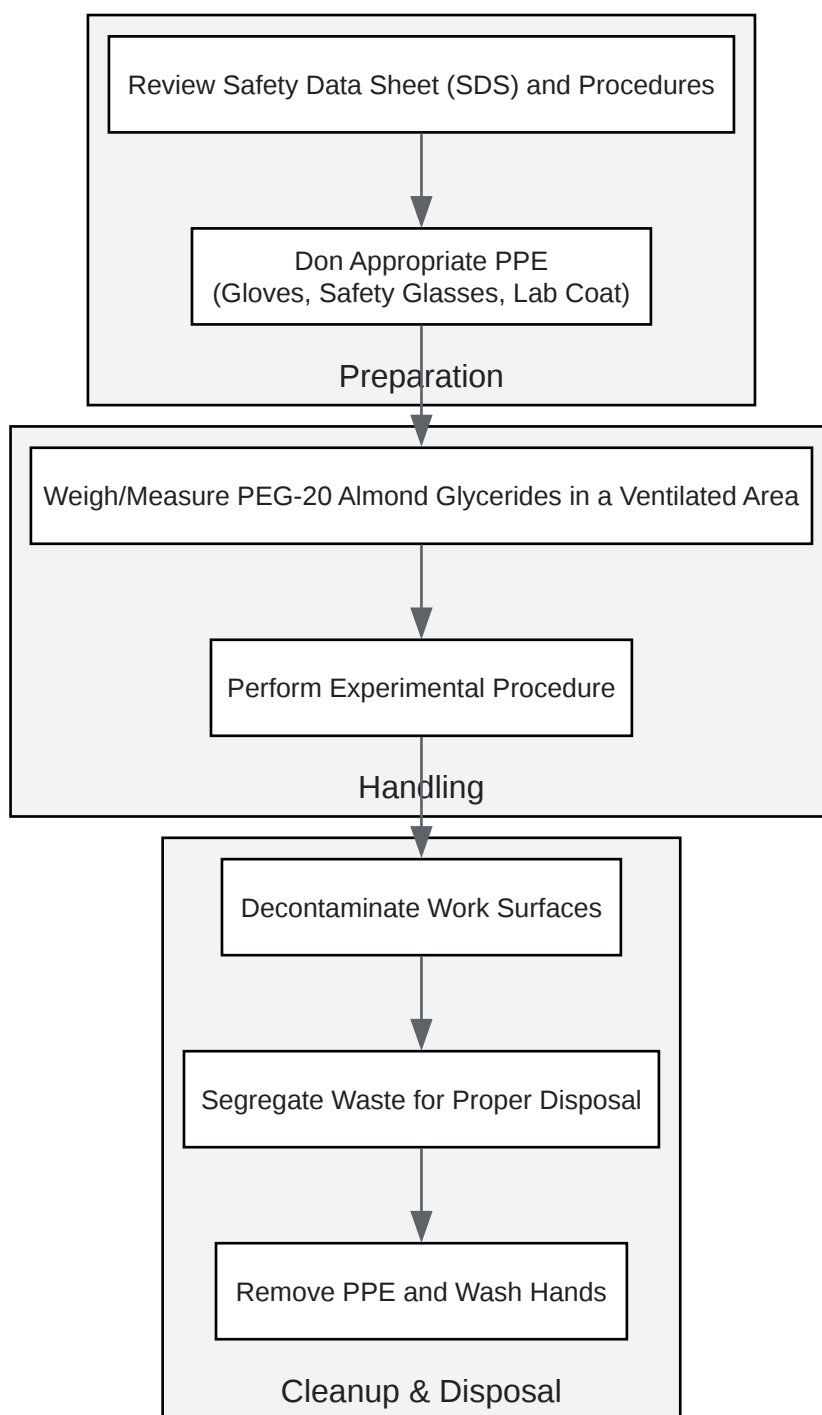 Review Safety Data Sheet (SDS) and Procedures
Don Appropriate PPE
(Gloves, Safety Glasses, Lab Coat)
Preparation
Weigh/Measure PEG-20 Almond Glycerides in a Ventilated Area
Perform Experimental Procedure
Handling
Decontaminate Work Surfaces
Segregate Waste for Proper Disposal
Remove PPE and Wash Hands
Cleanup & Disposal